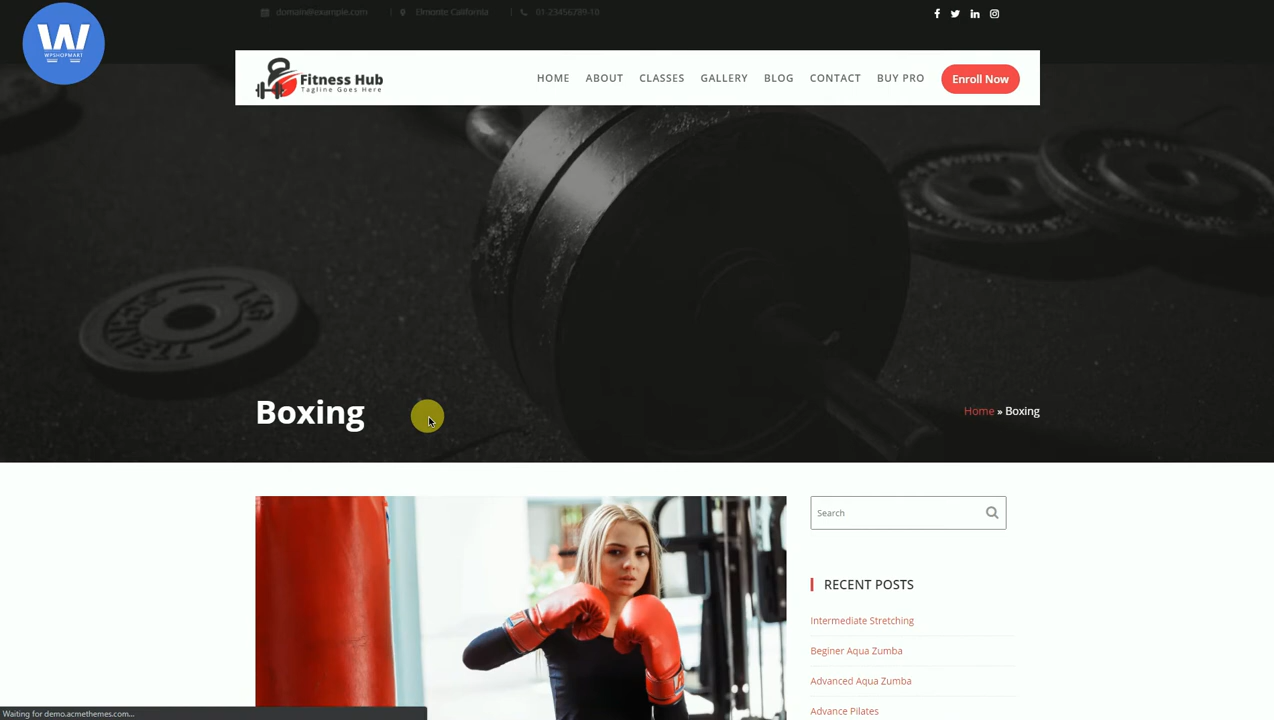 W
WPSHOPMART
domain@example.com | Elmonte California | 01-23456789-10
Fitness Hub
Tagline Goes Here
HOME ABOUT CLASSES GALLERY BLOG CONTACT BUY PRO Enroll Now
Boxing
Home » Boxing
Search
RECENT POSTS
Intermediate Stretching
Beginer Aqua Zumba
Advanced Aqua Zumba
Advance Pilates
Waiting for demo.acmethemes.com...